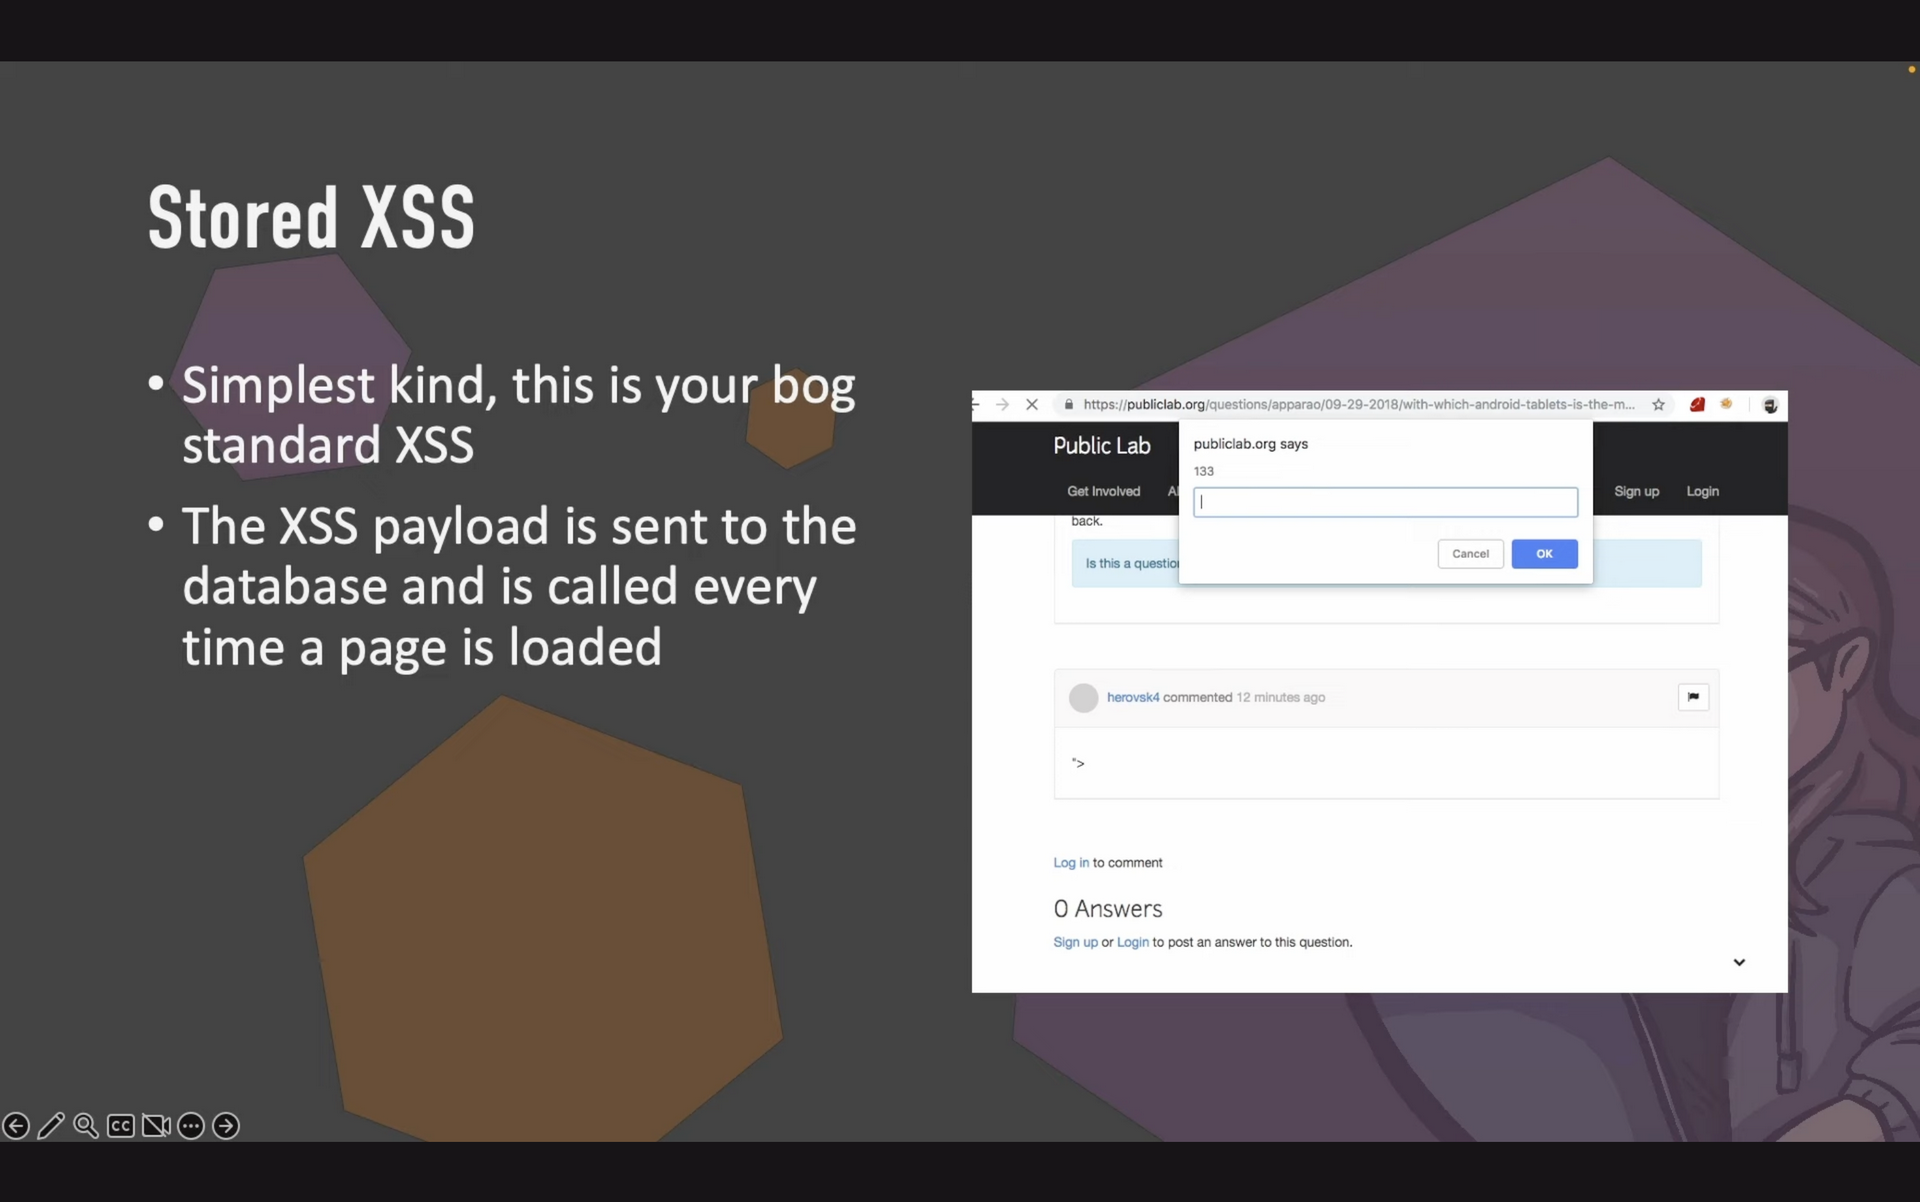 Stored XSS
• Simplest kind, this is your bog
standard XSS
• The XSS payload is sent to the
database and is called every
time a page is loaded
https://publiclab.org/questions/apparao/09-29-2018/with-which-android-tablets-is-the-m...
Public Lab
publiclab.org says
133
Get Involved
Sign up Login
back.
Cancel OK
Is this a
herovsk4 commented 12 minutes ago
">
Log in to comment
0 Answers
Sign up or Login to post an answer to this question.
CC